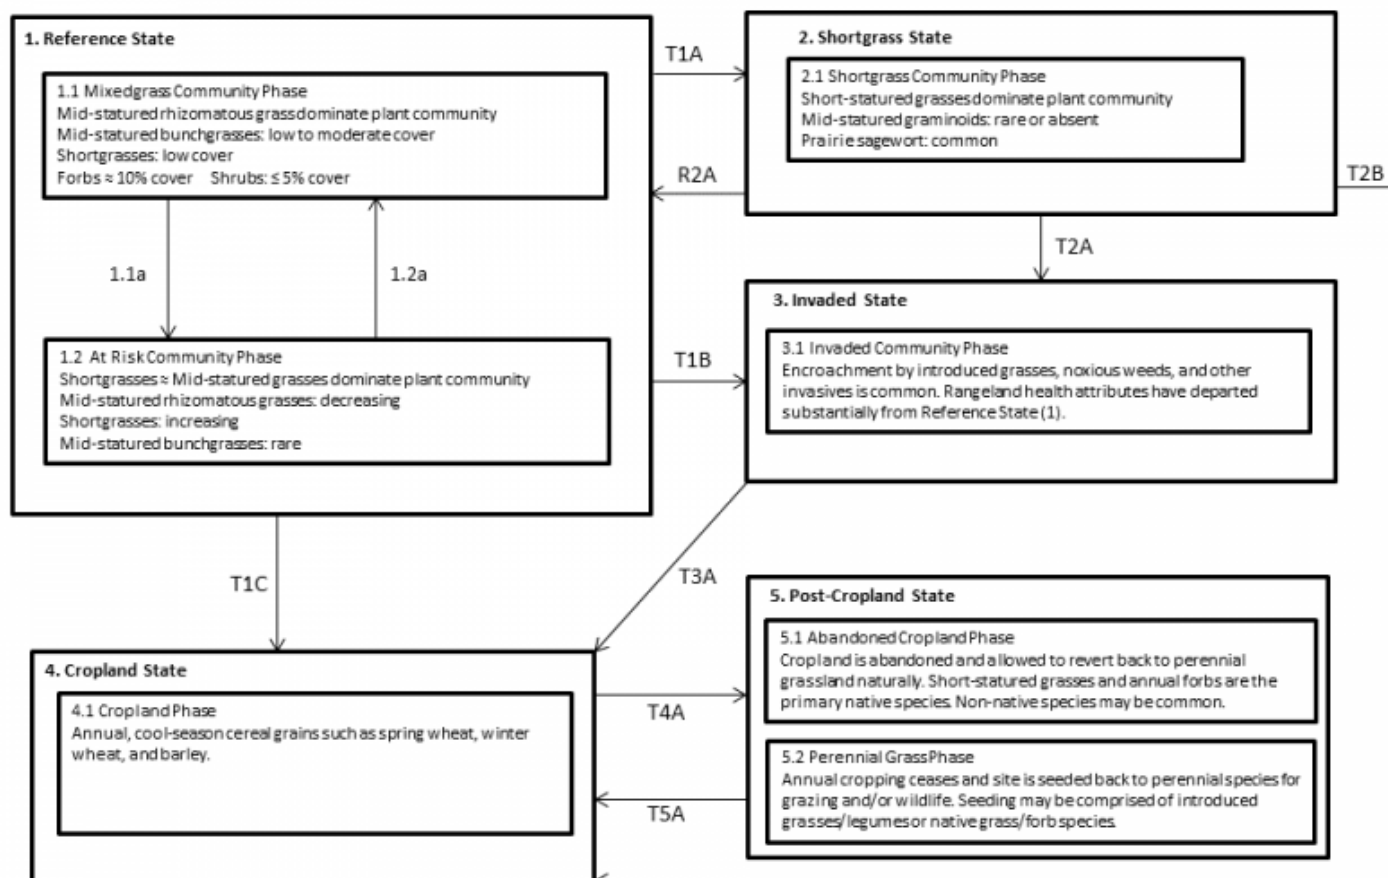 1. Reference State
1.1 Mixedgrass Community Phase
Mid-statured rhizomatous grass dominate plant community
Mid-statured bunchgrasses: low to moderate cover
Shortgrasses: low cover
Forbs ≈ 10% cover Shrubs: ≤ 5% cover
1.1a
1.2a
1.2 At Risk Community Phase
Shortgrasses ≈ Mid-statured grasses dominate plant community
Mid-statured rhizomatous grasses: decreasing
Shortgrasses: increasing
Mid-statured bunchgrasses: rare
T1A
R2A
T1B
2. Shortgrass State
2.1 Shortgrass Community Phase
Short-statured grasses dominate plant community
Mid-statured graminoids: rare or absent
Prairie sagewort: common
T2B
T2A
3. Invaded State
3.1 Invaded Community Phase
Encroachment by introduced grasses, noxious weeds, and other
invasives is common. Rangeland health attributes have departed
substantially from Reference State (1).
T1C
T3A
4. Cropland State
4.1 Cropland Phase
Annual, cool-season cereal grains such as spring wheat, winter
wheat, and barley.
T4A
T5A
5. Post-Cropland State
5.1 Abandoned Cropland Phase
Cropland is abandoned and allowed to revert back to perennial
grassland naturally. Short-statured grasses and annual forbs are the
primary native species. Non-native species may be common.
5.2 Perennial Grass Phase
Annual cropping ceases and site is seeded back to perennial species for
grazing and/or wildlife. Seeding may be comprised of introduced
grasses/legumes or native grass/forb species.